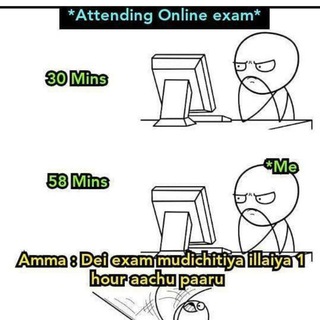 *Attending Online exam*
30 Mins
*Me
58 Mins
Amma : Dei exam mudichitiya illaiya 1
hour aachu paaru